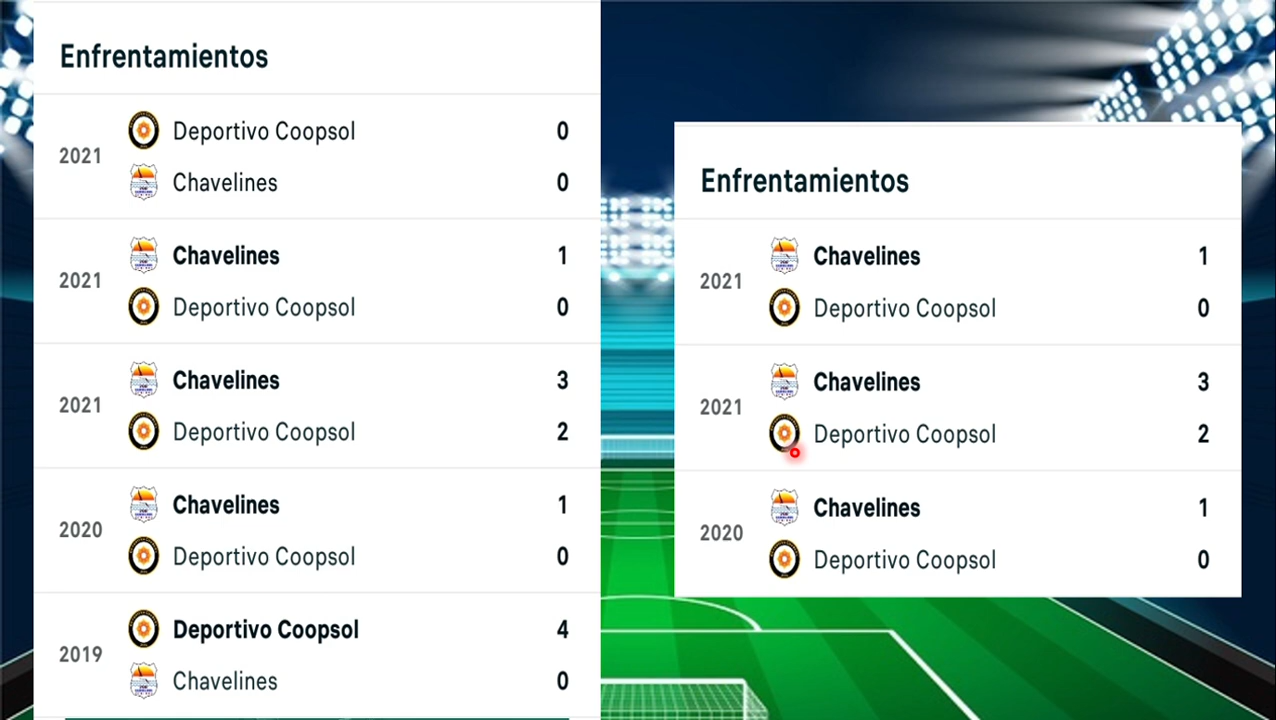 Enfrentamientos
2021
Deportivo Coopsol 0
Chavelines 0
2021
Chavelines 1
Deportivo Coopsol 0
2021
Chavelines 3
Deportivo Coopsol 2
2020
Chavelines 1
Deportivo Coopsol 0
2019
Deportivo Coopsol 4
Chavelines 0
Enfrentamientos
2021
Chavelines 1
Deportivo Coopsol 0
2021
Chavelines 3
Deportivo Coopsol 2
2020
Chavelines 1
Deportivo Coopsol 0